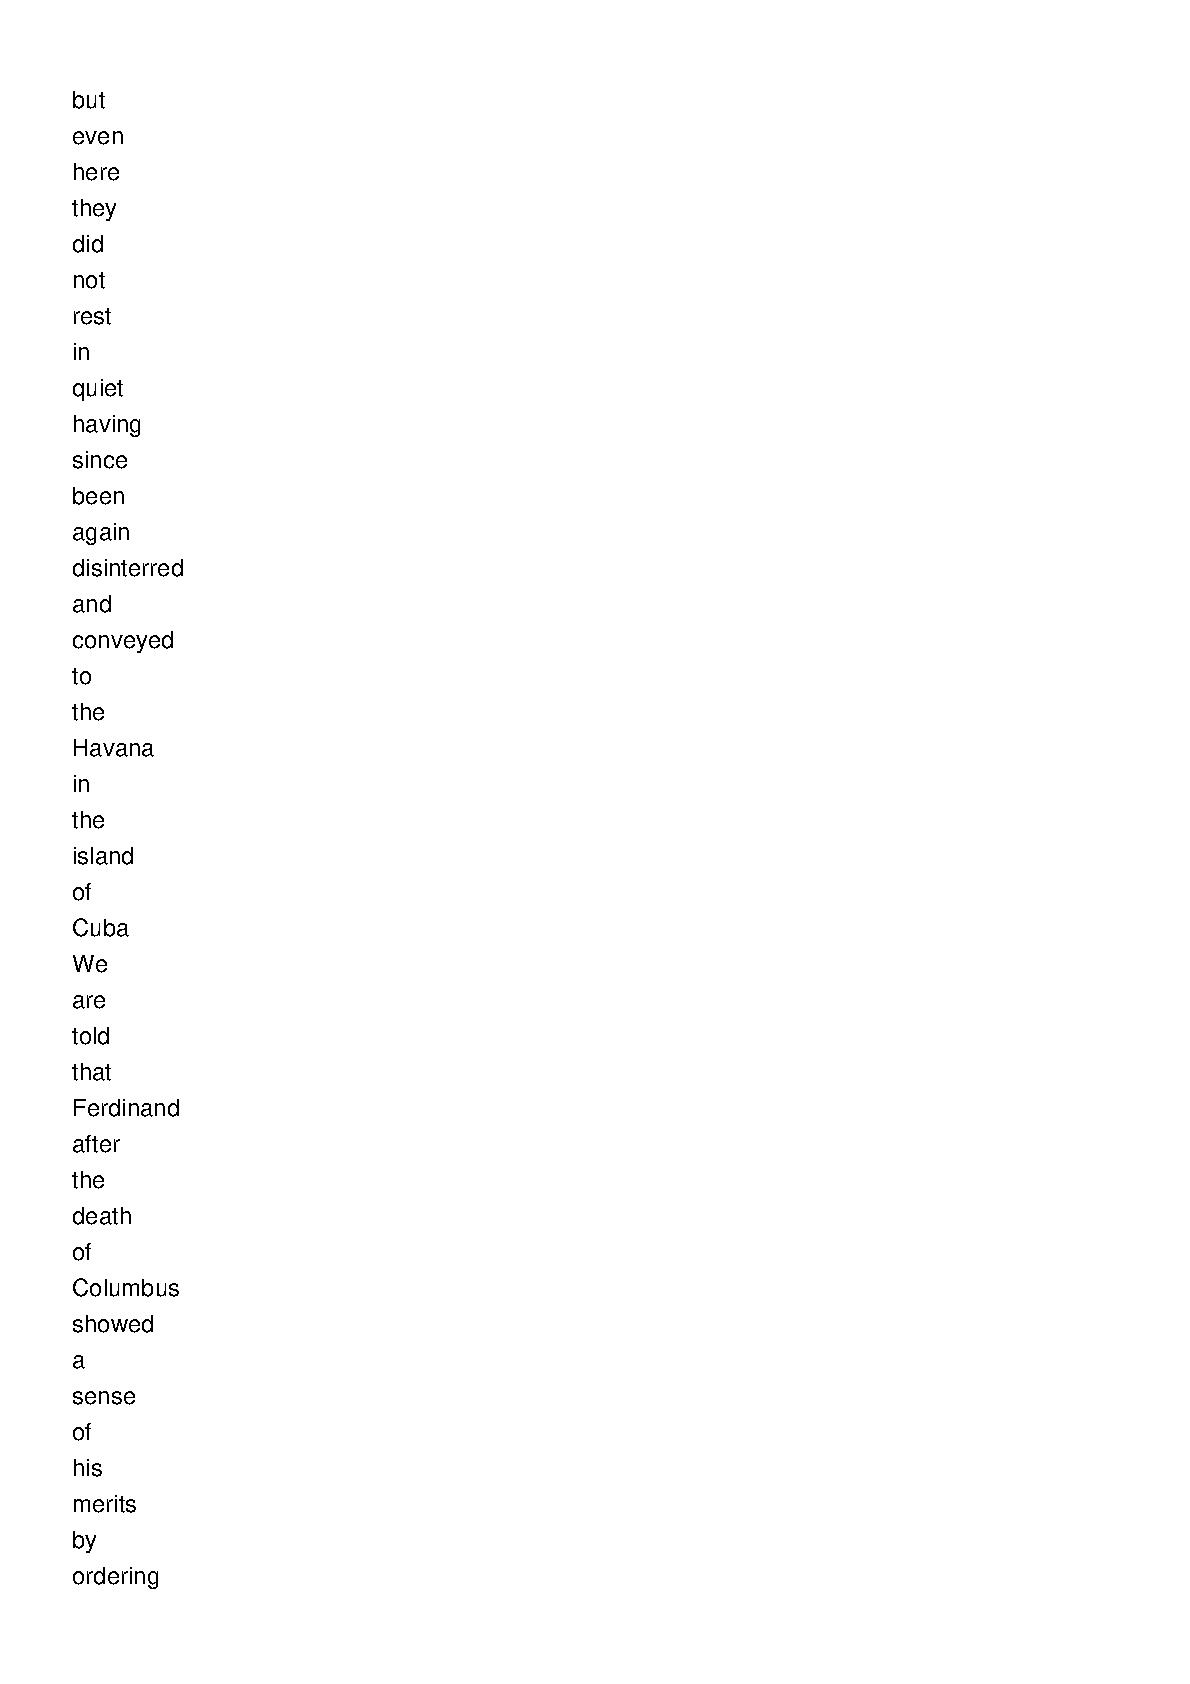 but
even
here
they
did
not
rest
in
quiet
having
since
been
again
disinterred
and
conveyed
to
the
Havana
in
the
island
of
Cuba
We
are
told
that
Ferdinand
after
the
death
of
Columbus
showed
a
sense
of
his
merits
by
ordering